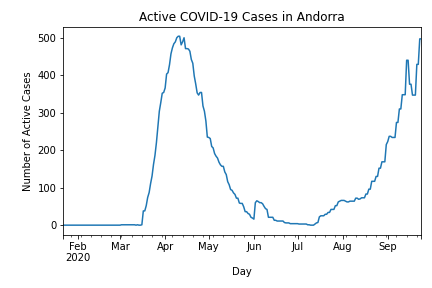 Active COVID-19 Cases in Andorra
Number of Active Cases
500
400
300
200
100
0
Feb Mar Apr May Jun Jul Aug Sep
2020
Day